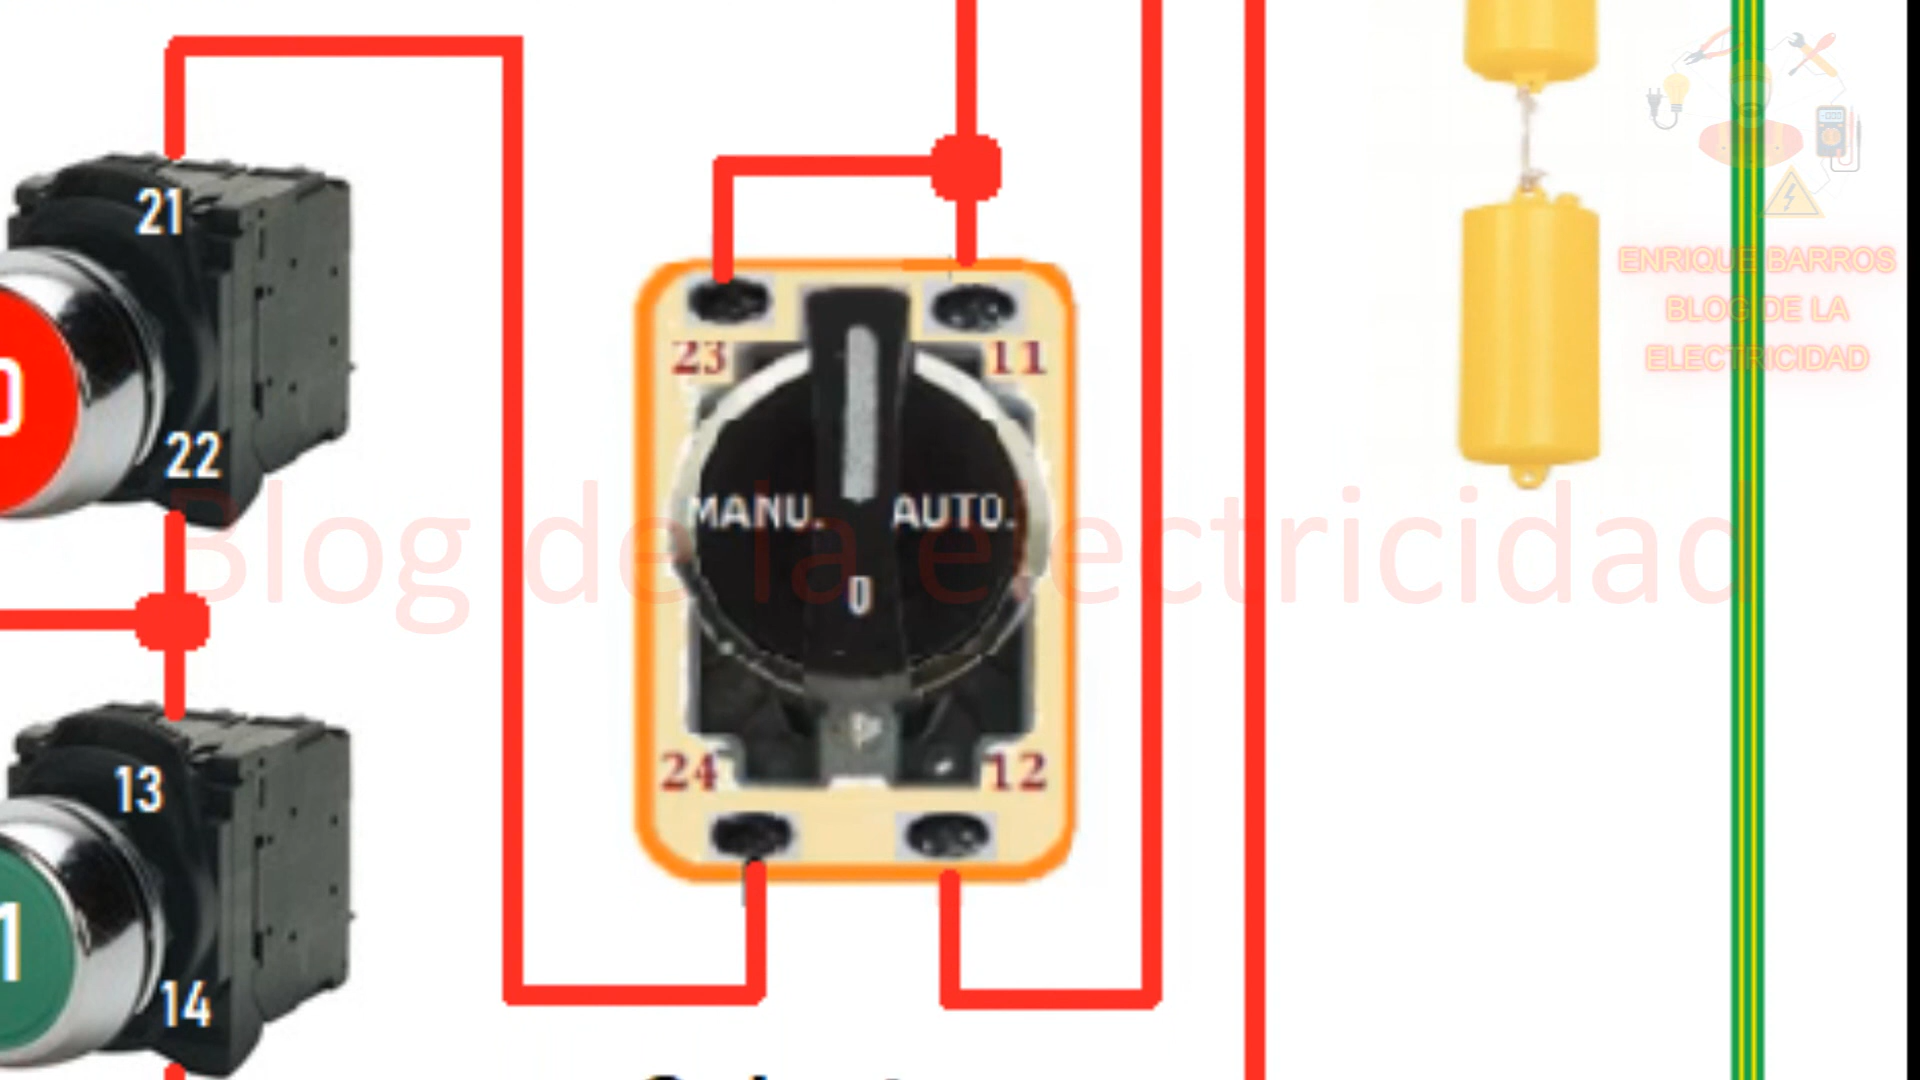 21
22
13
14
1
23
11
MANU.
AUTO.
0
24
12
ENRIQUE BARROS
BLOG DE LA
ELECTRICIDAD
Blog de la electricidad